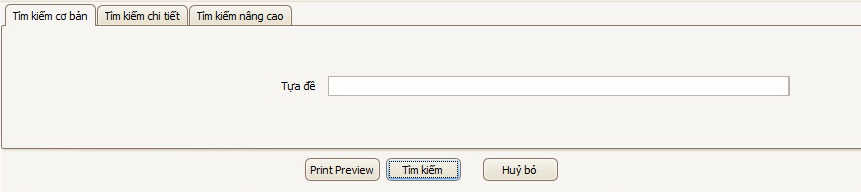 Tìm kiếm cơ bản Tìm kiếm chi tiết Tìm kiếm nâng cao
Tựa đề
Print Preview Tìm kiếm Huỷ bỏ